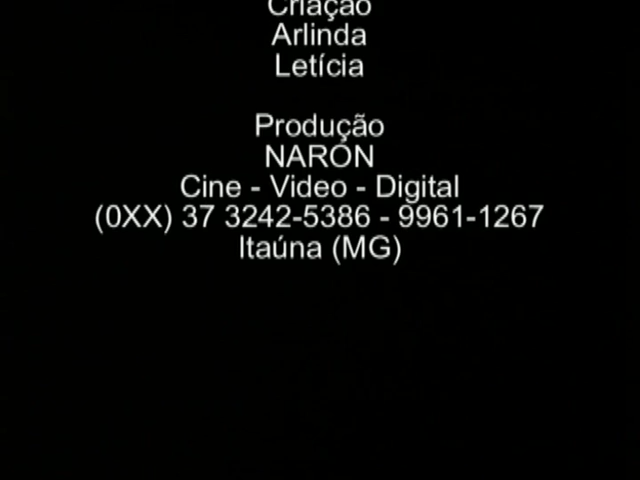 Criação
Arlinda
Letícia
Produção
NARON
Cine - Video - Digital
(0XX) 37 3242-5386 - 9961-1267
Itaúna (MG)